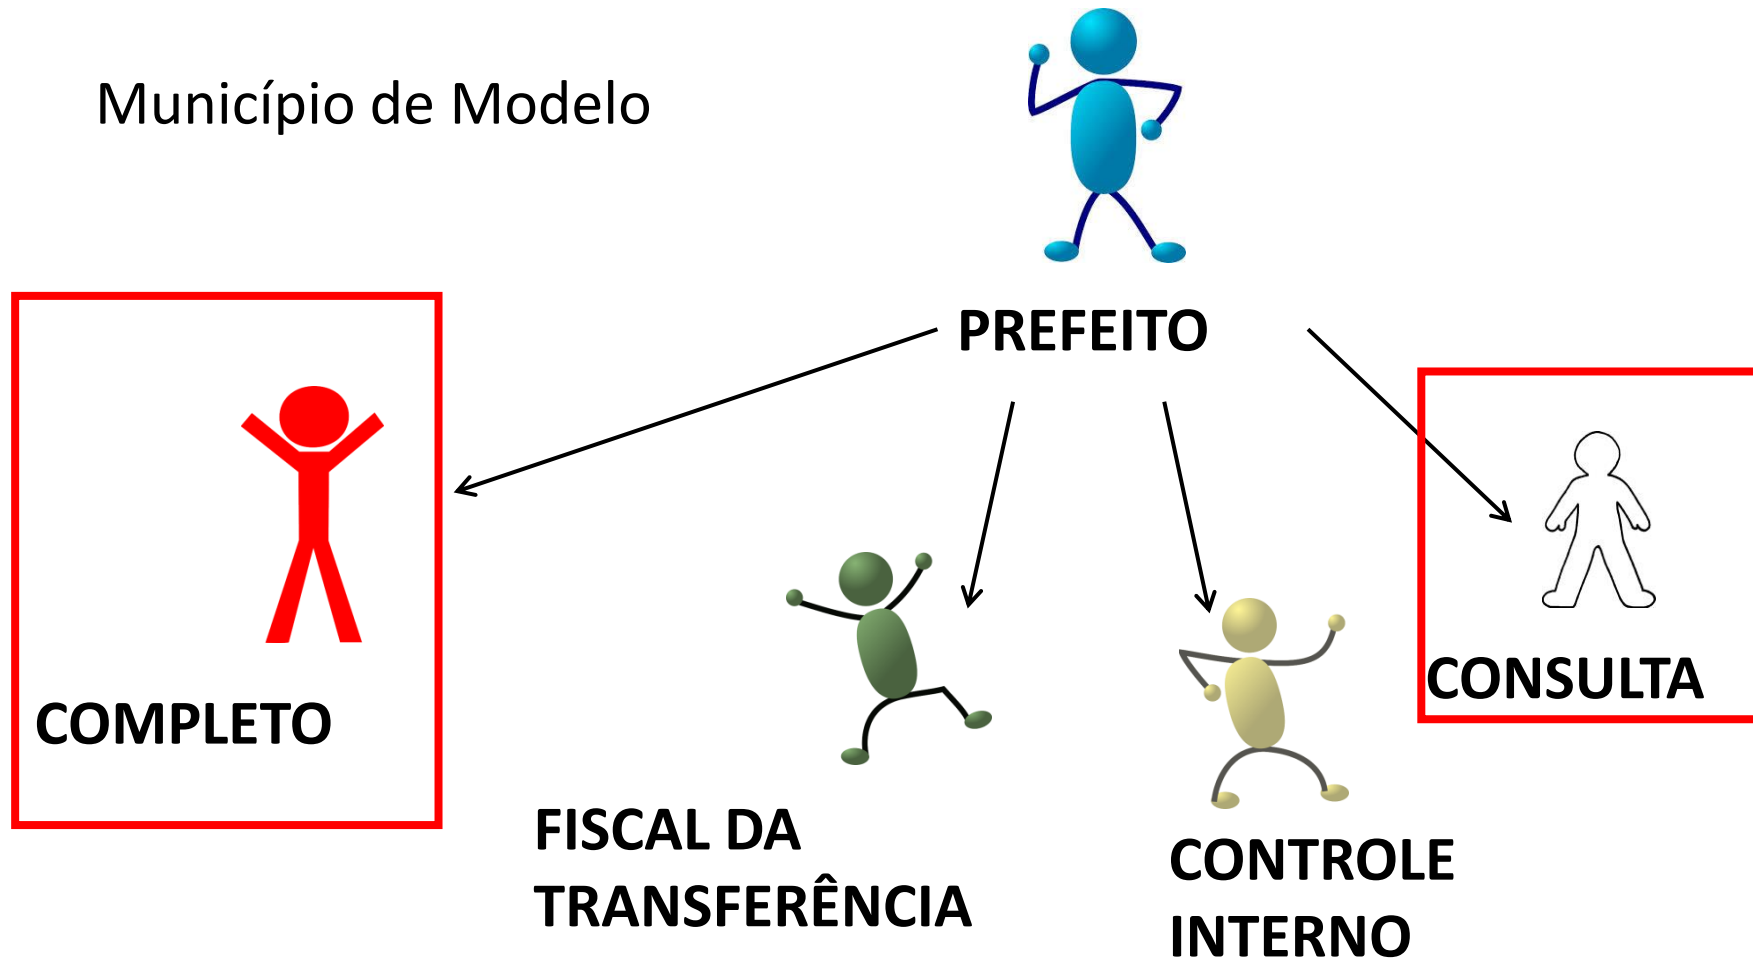 Município de Modelo
PREFEITO
COMPLETO
FISCAL DA
TRANSFERÊNCIA
CONTROLE
INTERNO
CONSULTA